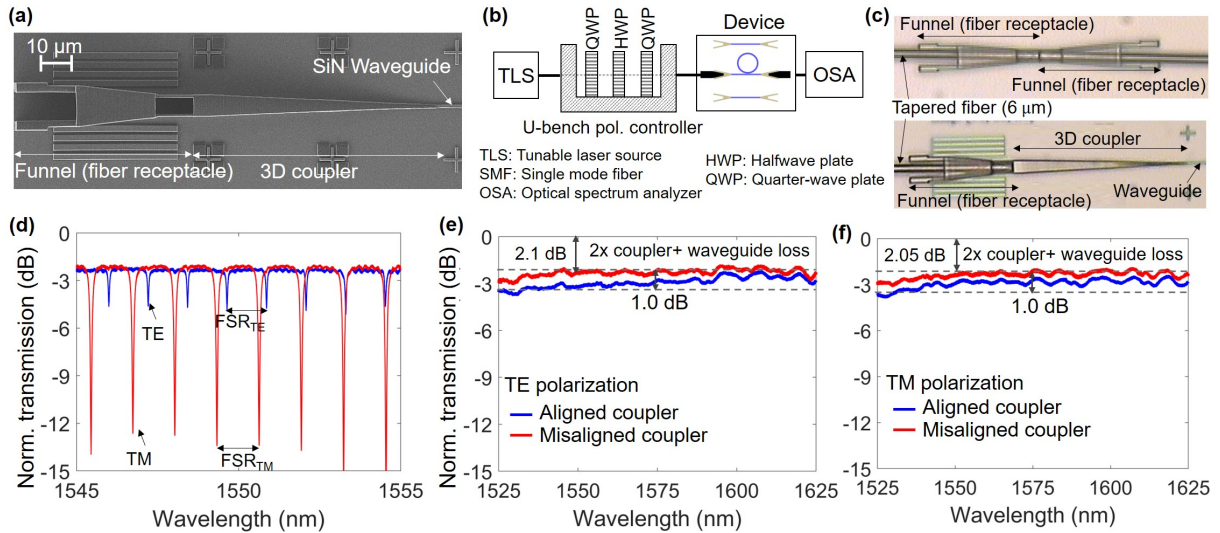 (a)
10 μm
SiN Waveguide
Funnel (fiber receptacle)
3D coupler
(b)
QWP
HWP
QWP
Device
TLS
OSA
U-bench pol. controller
TLS: Tunable laser source
SMF: Single mode fiber
OSA: Optical spectrum analyzer
HWP: Halfwave plate
QWP: Quarter-wave plate
(c)
Funnel (fiber receptacle)
Funnel (fiber receptacle)
Tapered fiber (6 μm)
3D coupler
Waveguide
Funnel (fiber receptacle)
(d)
Norm. transmission (dB)
0
-3
-6
-9
-12
-15
TE
FSRTE
TM
FSRTM
1545
1550
1555
Wavelength (nm)
(e)
Norm. transmission (dB)
0
-3
-6
-9
-12
-15
2.1 dB
2x coupler+ waveguide loss
1.0 dB
TE polarization
Aligned coupler
Misaligned coupler
1525
1550
1575
1600
1625
Wavelength (nm)
(f)
0
-3
-6
-9
-12
-15
2.05 dB
2x coupler+ waveguide loss
1.0 dB
TM polarization
Aligned coupler
Misaligned coupler
1525
1550
1575
1600
1625
Wavelength (nm)